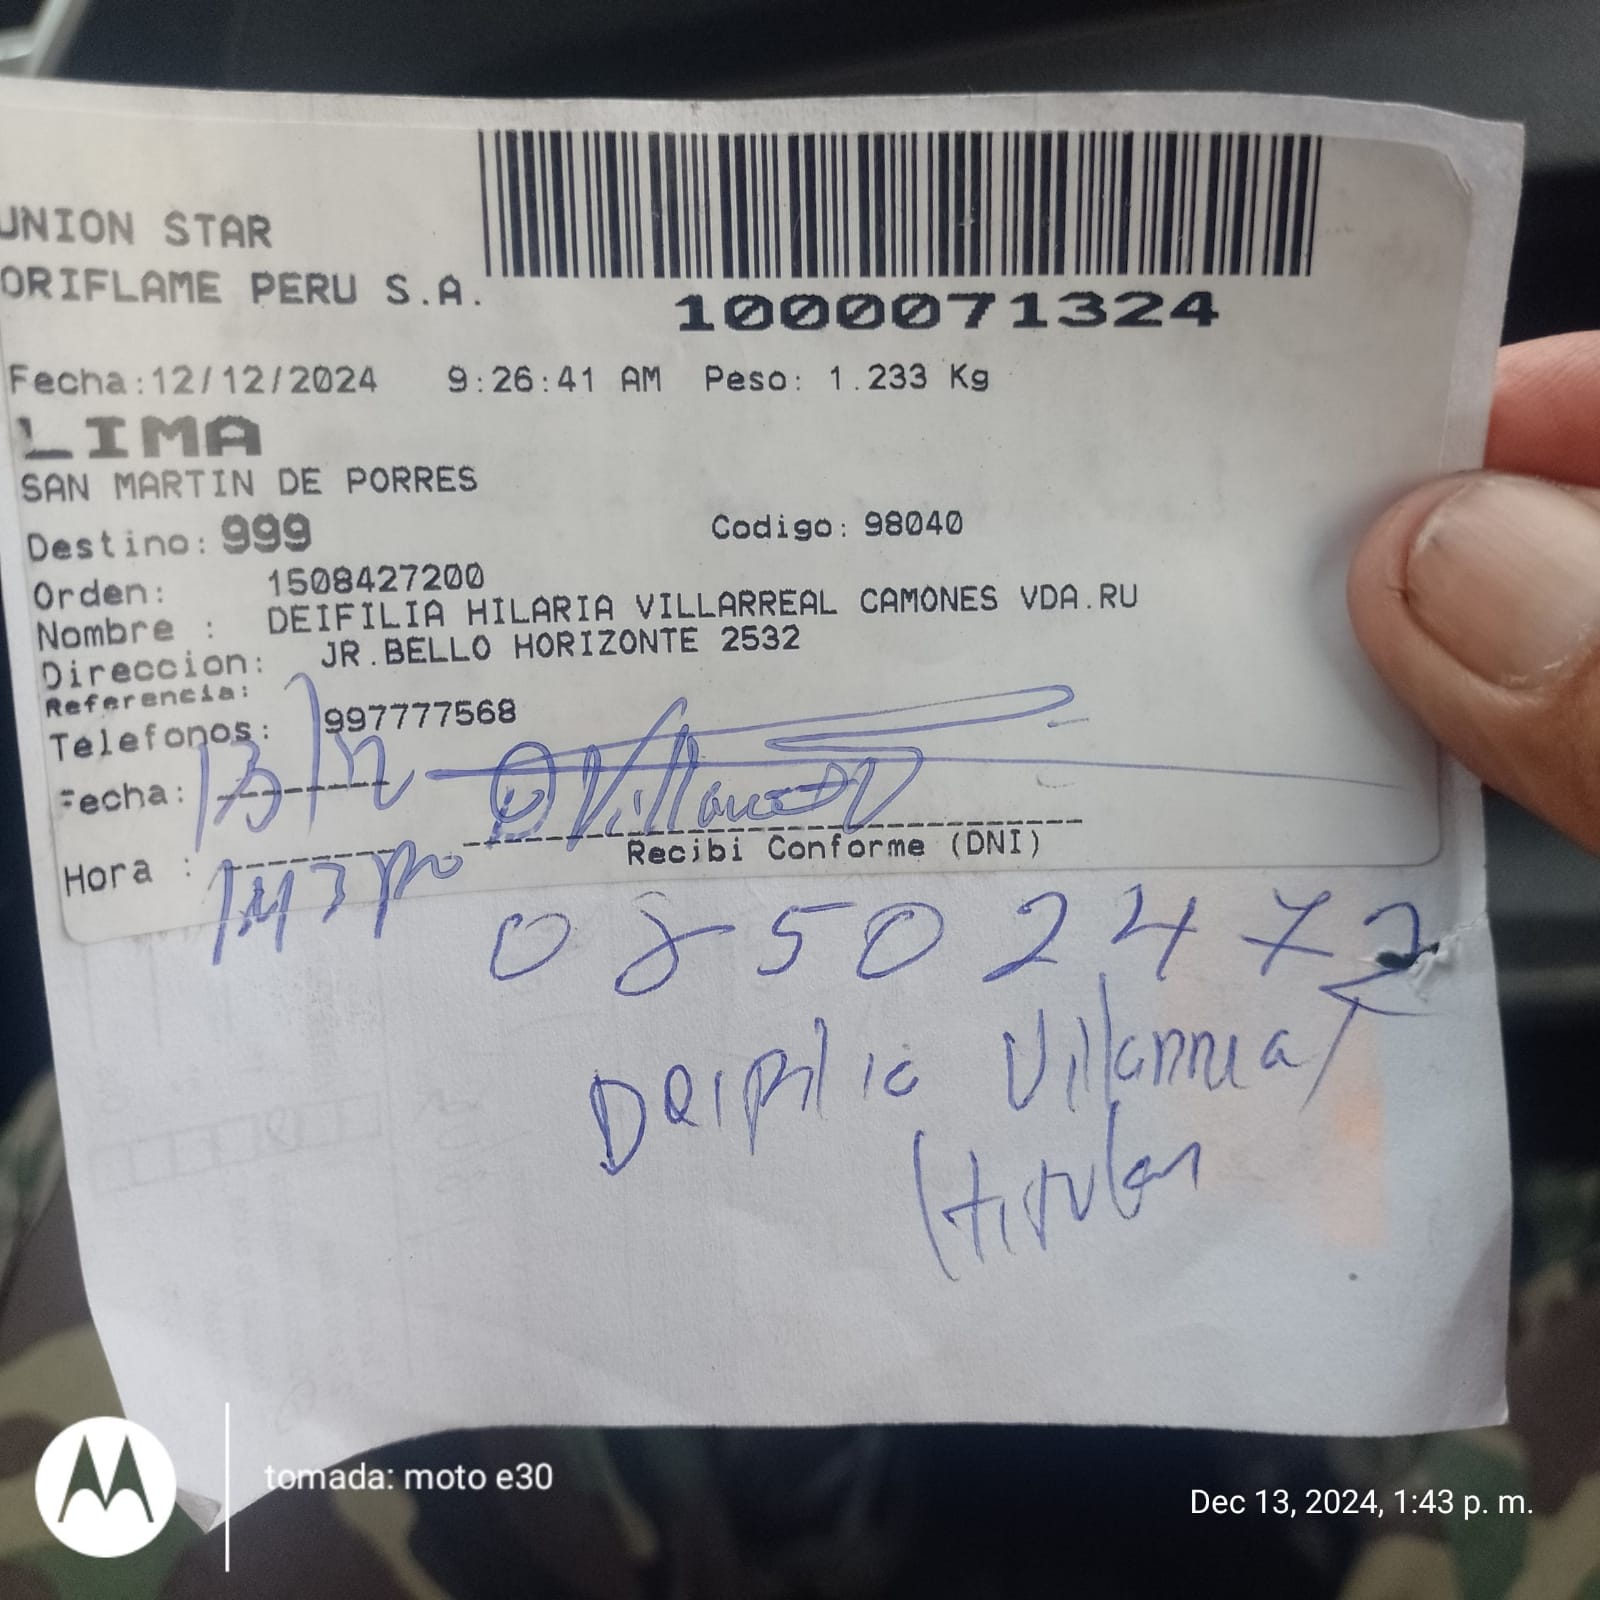 UNION STAR
ORIFLAME PERU S.A.
1000071324
Fecha:12/12/2024 9:26:41 AM Peso: 1.233 Kg
LIMA
SAN MARTIN DE PORRES
Destino: 999 Codigo: 98040
Orden: 1508427200
Nombre : DEIFILIA HILARIA VILLARREAL CAMONES VDA.RU
Direccion: JR.BELLO HORIZONTE 2532
Referencia:
Telefonos: 997777568
Fecha: 13/12
Hora : 1:43 pm
Recibi Conforme (DNI)
08502472
Deifilia Villarreal
(titular
tomada: moto e30
Dec 13, 2024, 1:43 p. m.